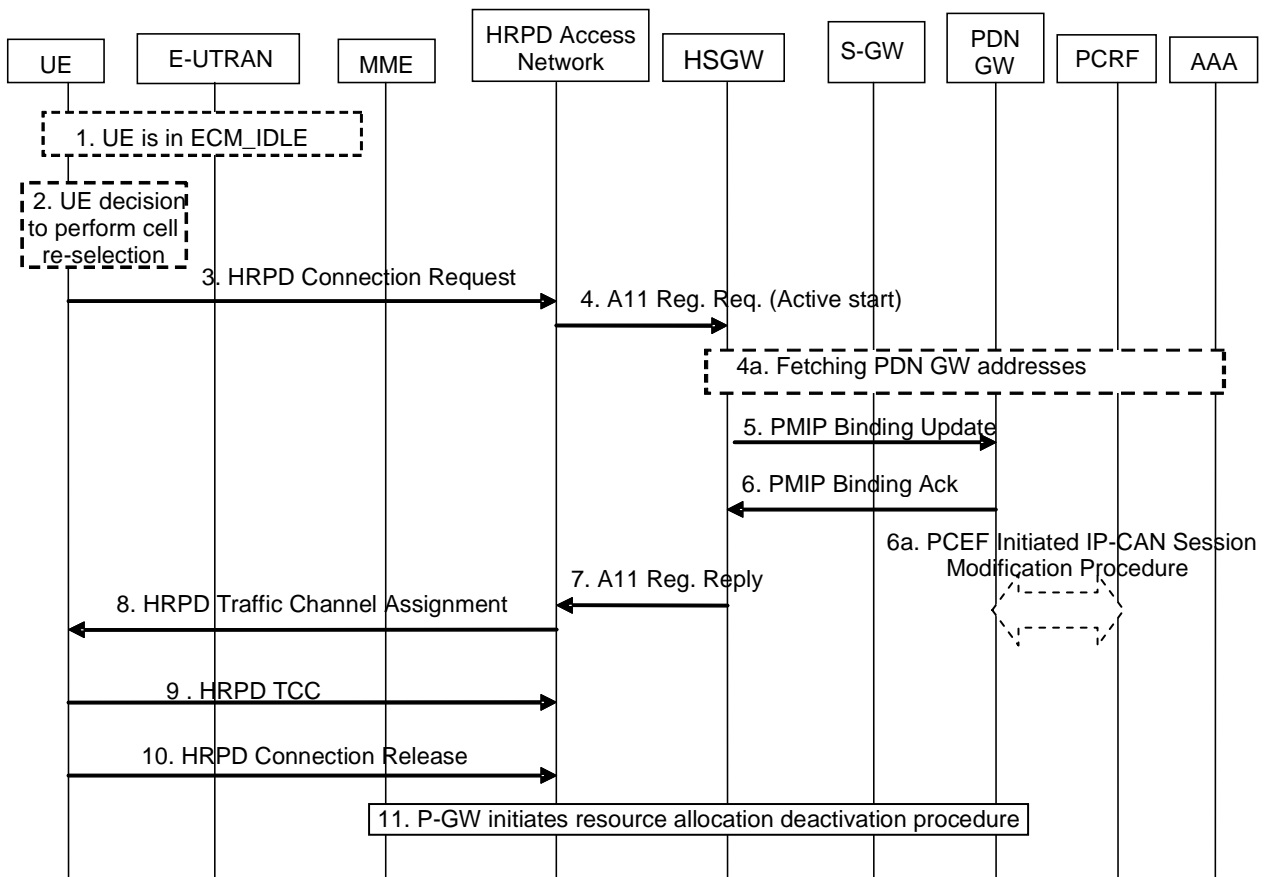 UE
E-UTRAN
MME
HRPD Access
Network
HSGW
S-GW
PDN
GW
PCRF
AAA
1. UE is in ECM_IDLE
2. UE decision
to perform cell
re-selection
3. HRPD Connection Request
4. A11 Reg. Req. (Active start)
4a. Fetching PDN GW addresses
5. PMIP Binding Update
6. PMIP Binding Ack
6a. PCEF Initiated IP-CAN Session
Modification Procedure
7. A11 Reg. Reply
8. HRPD Traffic Channel Assignment
9 . HRPD TCC
10. HRPD Connection Release
11. P-GW initiates resource allocation deactivation procedure